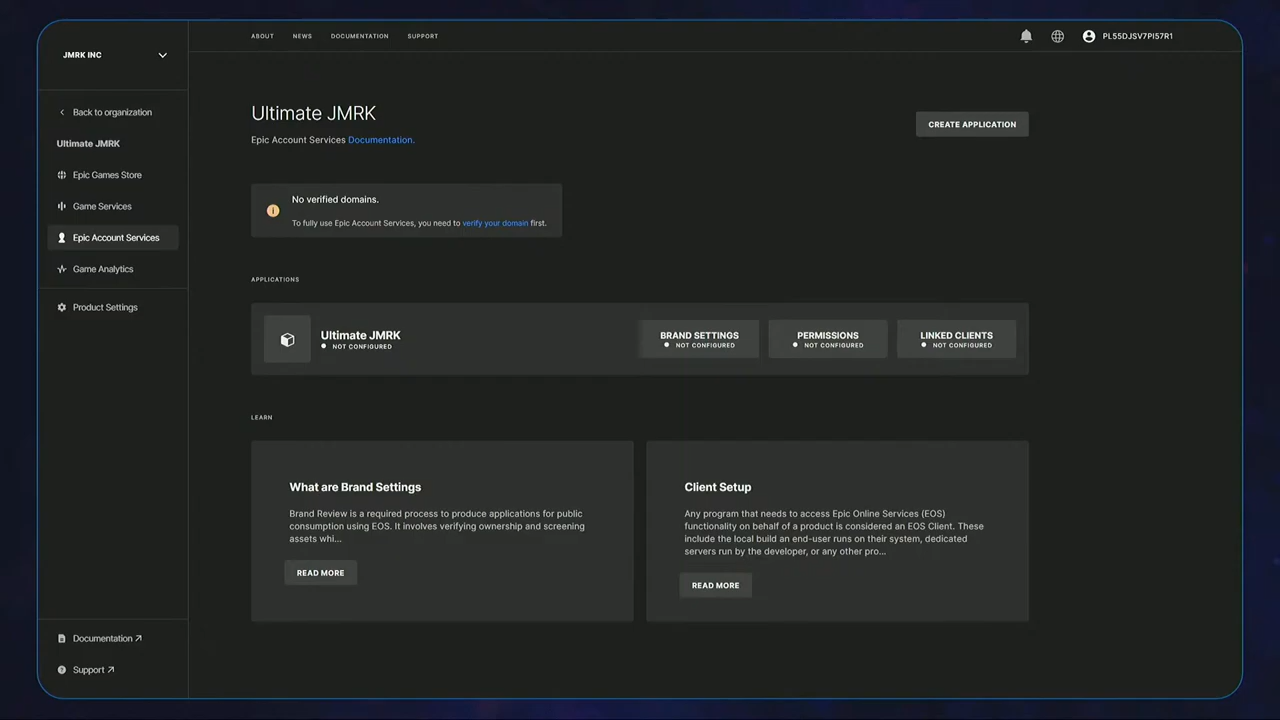 JMRK INC
ABOUT NEWS DOCUMENTATION SUPPORT
PL55DJSV7PI57R1
Back to organization
Ultimate JMRK
Epic Games Store
Game Services
Epic Account Services
Game Analytics
Product Settings
Documentation
Support
Ultimate JMRK
Epic Account Services Documentation.
CREATE APPLICATION
No verified domains.
To fully use Epic Account Services, you need to verify your domain first.
APPLICATIONS
Ultimate JMRK
NOT CONFIGURED
BRAND SETTINGS
NOT CONFIGURED
PERMISSIONS
NOT CONFIGURED
LINKED CLIENTS
NOT CONFIGURED
LEARN
What are Brand Settings
Brand Review is a required process to produce applications for public
consumption using EOS. It involves verifying ownership and screening
assets whi...
READ MORE
Client Setup
Any program that needs to access Epic Online Services (EOS)
functionality on behalf of a product is considered an EOS Client. These
include the local build an end-user runs on their system, dedicated
servers run by the developer, or any other pro...
READ MORE